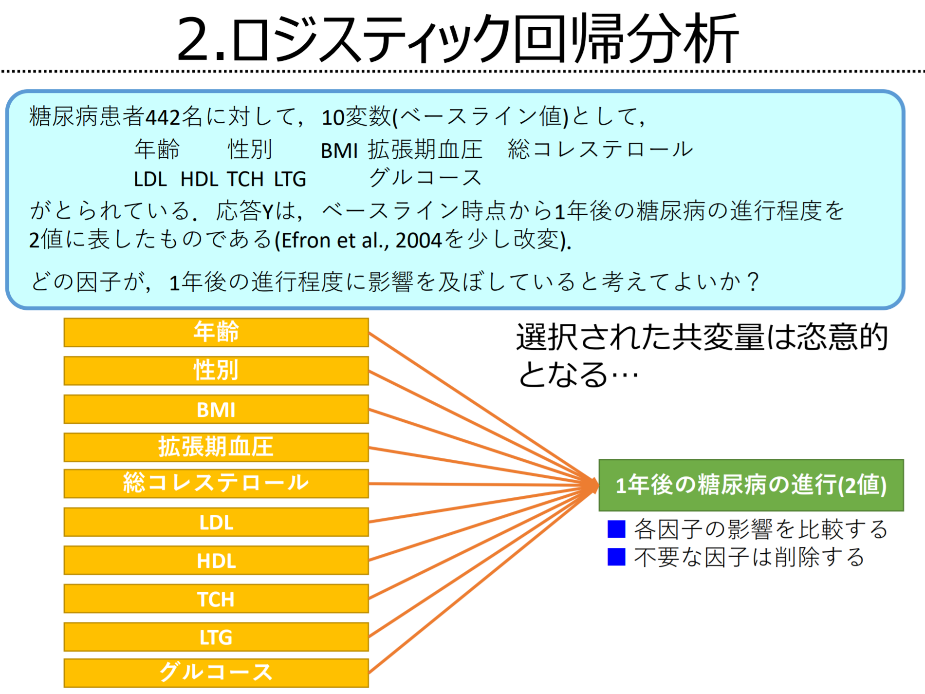 2.ロジスティック回帰分析
糖尿病患者442名に対して，10変数(ベースライン値)として，
年齢 性別 BMI 拡張期血圧 総コレステロール
LDL HDL TCH LTG グルコース
がとられている．応答Yは，ベースライン時点から1年後の糖尿病の進行程度を
2値に表したものである(Efron et al., 2004を少し改変)．
どの因子が，1年後の進行程度に影響を及ぼしていると考えてよいか？
選択された共変量は恣意的
となる…
年齢
性別
BMI
拡張期血圧
総コレステロール
LDL
HDL
TCH
LTG
グルコース
1年後の糖尿病の進行(2値)
各因子の影響を比較する
不要な因子は削除する